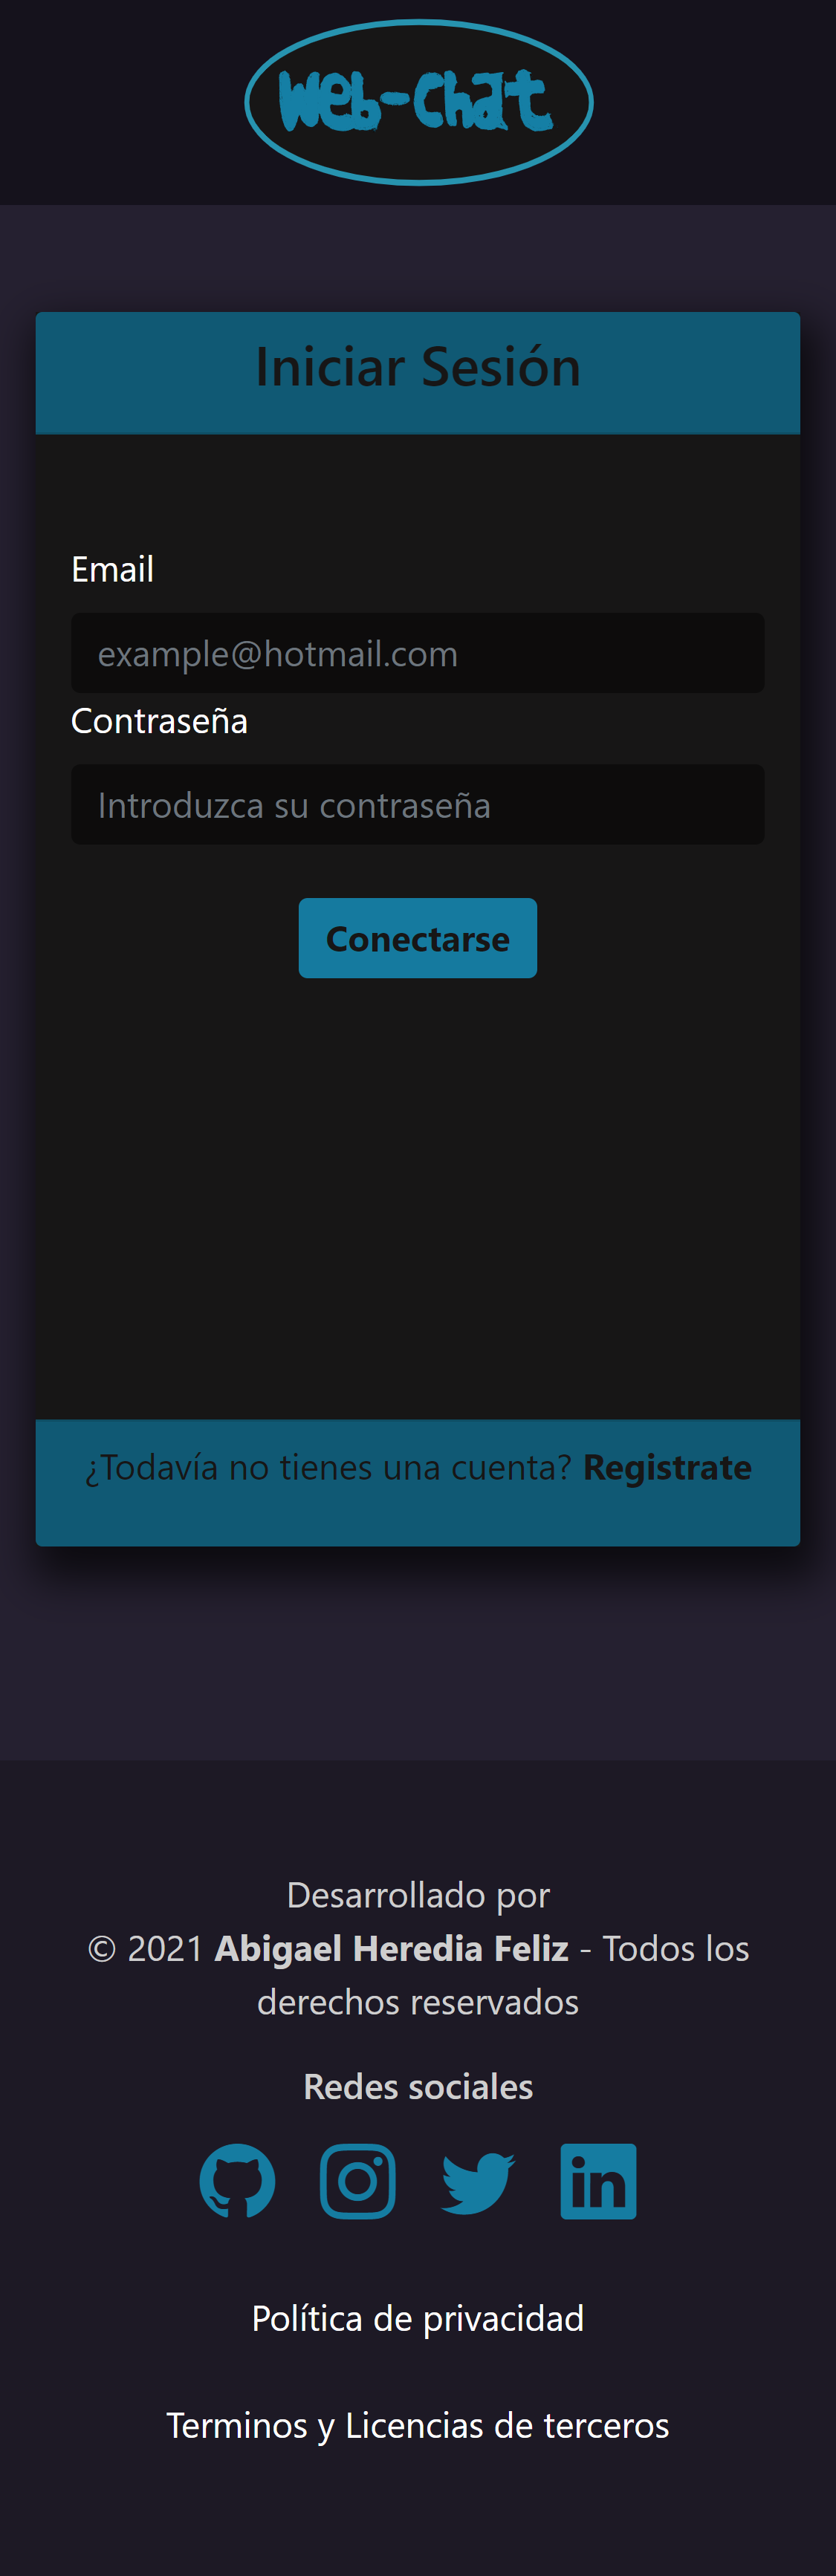 Web-Chat
Iniciar Sesión
Email
example@hotmail.com
Contraseña
Introduzca su contraseña
Conectarse
¿Todavía no tienes una cuenta? Registrate
Desarrollado por
© 2021 Abigael Heredia Feliz - Todos los
derechos reservados
Redes sociales
in
Política de privacidad
Terminos y Licencias de terceros